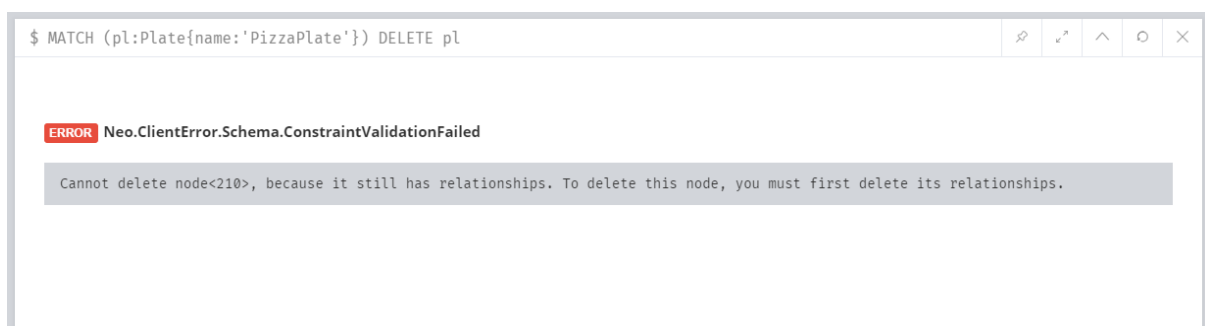 $ MATCH (pl:Plate{name:'PizzaPlate'}) DELETE pl
ERROR Neo.ClientError.Schema.ConstraintValidationFailed
Cannot delete node<210>, because it still has relationships. To delete this node, you must first delete its relationships.